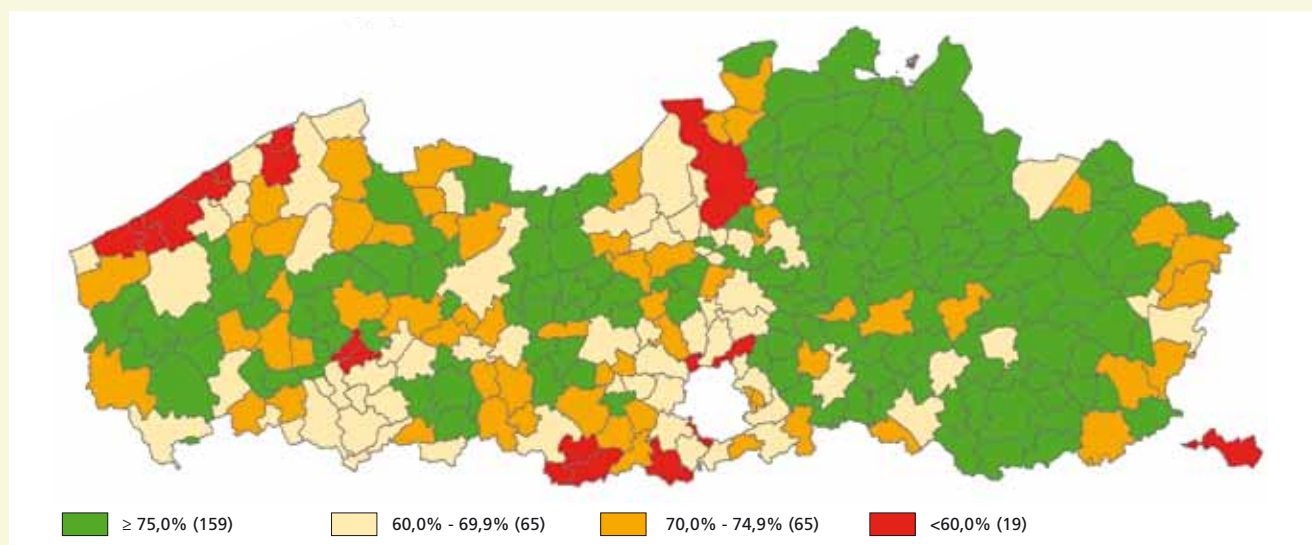 ≥ 75,0% (159) 60,0% - 69,9% (65) 70,0% - 74,9% (65) <60,0% (19)